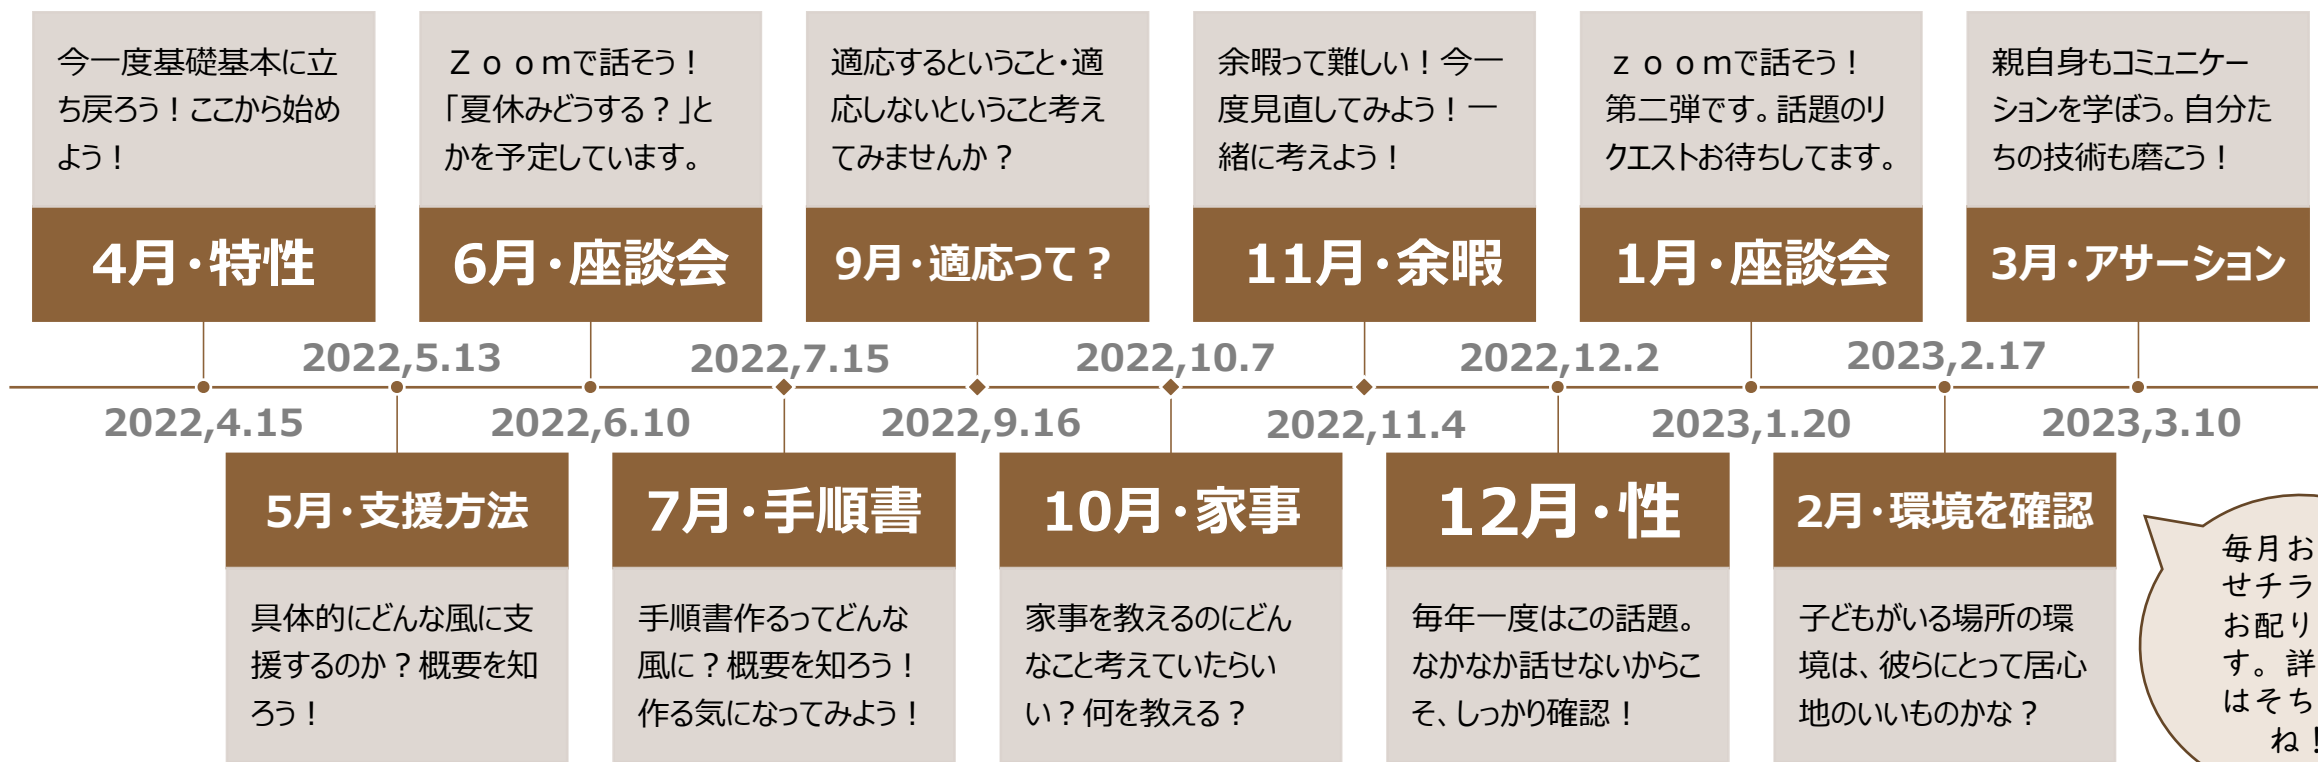 今一度基礎基本に立
ち戻ろう！ここから始め
よう！
4月・特性
2022,4.15
2022,5.13
5月・支援方法
具体的にどんな風に支
援するのか？概要を知
ろう！
Ｚｏｏｍで話そう！
「夏休みどうする？」と
かを予定しています。
6月・座談会
2022,6.10
2022,7.15
7月・手順書
手順書作るってどんな
風に？概要を知ろう！
作る気になってみよう！
適応するということ・適
応しないということ考え
てみませんか？
9月・適応って？
2022,9.16
2022,10.7
10月・家事
家事を教えるのにどん
なこと考えていたらい
い？何を教える？
余暇って難しい！今一
度見直してみよう！一
緒に考えよう！
11月・余暇
2022,11.4
2022,12.2
12月・性
毎年一度はこの話題。
なかなか話せないからこ
そ、しっかり確認！
ｚｏｏｍで話そう！
第二弾です。話題のリ
クエストお待ちしてます。
1月・座談会
2023,1.20
2023,2.17
2月・環境を確認
子どもがいる場所の環
境は、彼らにとって居心
地のいいものかな？
親自身もコミュニケー
ションを学ぼう。自分た
ちの技術も磨こう！
3月・アサーション
2023,3.10
毎月お
せチラ
お配り
す。詳
はそち
ね！